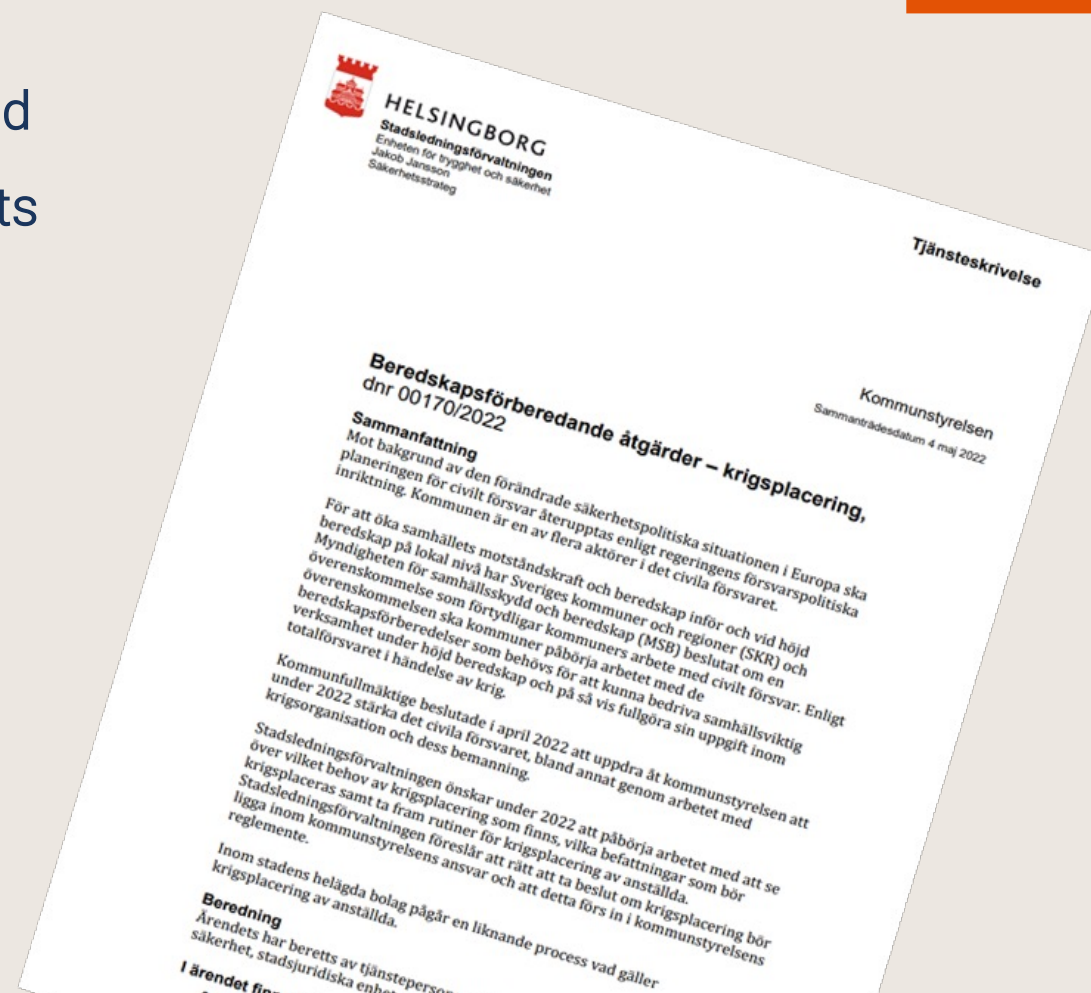 d
ts
HELSINGBORG
Stadsledningsförvaltningen
Enheten för trygghet och säkerhet
Jakob Jansson
Säkerhetsstrateg
Tjänsteskrivelse
Kommunstyrelsen
Sammanträdesdatum 4 maj 2022
Beredskapsförberedande åtgärder – krigsplacering,
dnr 00170/2022
Sammanfattning
Mot bakgrund av den förändrade säkerhetspolitiska situationen i Europa ska
planeringen för civilt försvar återupptas enligt regeringens försvarspolitiska
inriktning. Kommunen är en av flera aktörer i det civila försvaret.
För att öka samhällets motståndskraft och beredskap inför och vid höjd
beredskap på lokal nivå har Sveriges kommuner och regioner (SKR) och
Myndigheten för samhällsskydd och beredskap (MSB) beslutat om en
överenskommelse som förtydligar kommuners arbete med civilt försvar. Enligt
överenskommelsen ska kommuner påbörja arbetet med de
beredskapsförberedelser som behövs för att kunna bedriva samhällsviktig
verksamhet under höjd beredskap och på så vis fullgöra sin uppgift inom
totalförsvaret i händelse av krig.
Kommunfullmäktige beslutade i april 2022 att uppdra åt kommunstyrelsen att
under 2022 stärka det civila försvaret, bland annat genom arbetet med
krigsorganisation och dess bemanning.
Stadsledningsförvaltningen önskar under 2022 att påbörja arbetet med att se
över vilket behov av krigsplacering som finns, vilka befattningar som bör
krigsplaceras samt ta fram rutiner för krigsplacering av anställda.
Stadsledningsförvaltningen föreslår att rätt att ta beslut om krigsplacering bör
ligga inom kommunstyrelsens ansvar och att detta förs in i kommunstyrelsens
reglemente.
Inom stadens helägda bolag pågår en liknande process vad gäller
krigsplacering av anställda.
Beredning
Ärendets har beretts av tjänsteperson
säkerhet, stadsjuridiska enhe
I ärendet fin